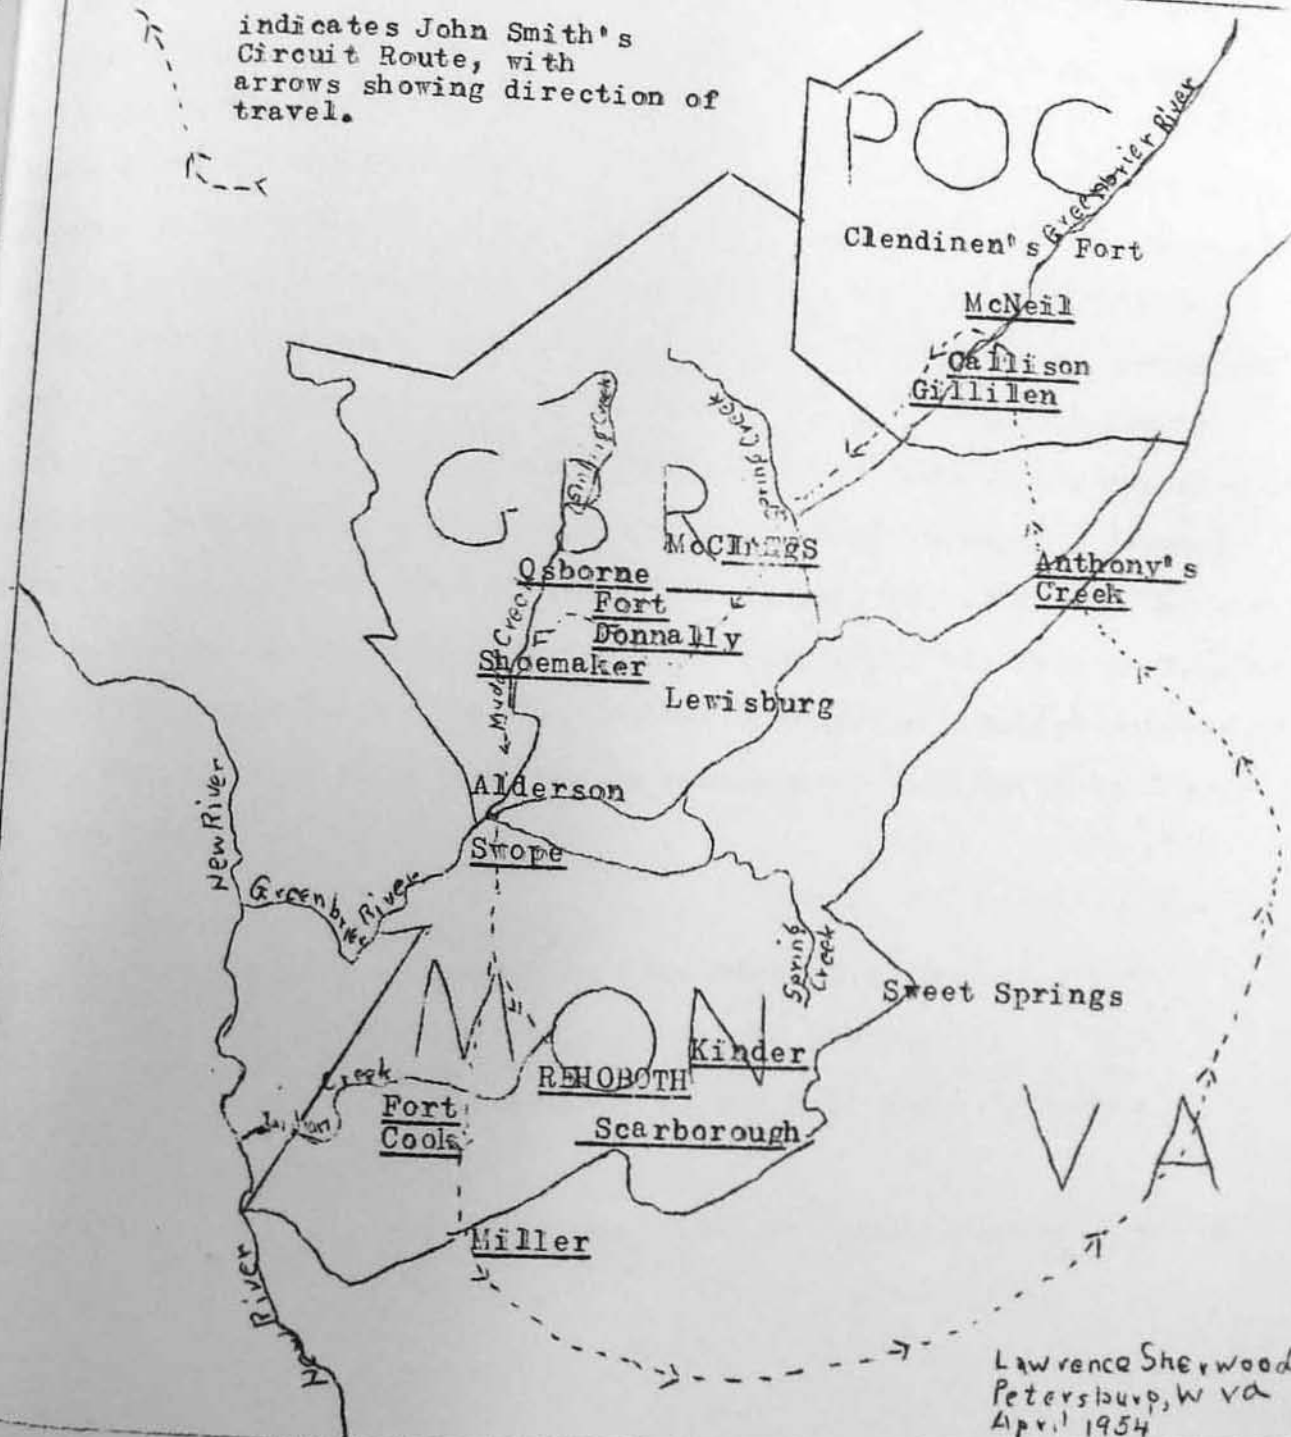 indicates John Smith's
Circuit Route, with
arrows showing direction of
travel.
POC
Greenbrier River
Clendinen's Fort
McNeil
Callison
Gillilen
Sinking Creek
Spring Creek
GBR
McClungs
Osborne
Fort
Donnally
Shoemaker
Muddy Creek
Lewisburg
Anthony's
Creek
Alderson
Swope
New River
Greenbrier River
Spring
Creek
Sweet Springs
MON
Kinder
REHOBOTH
Creek
Fort
Cook
Scarborough
VA
Miller
New River
Lawrence Sherwood
Petersburg, W Va
April 1954